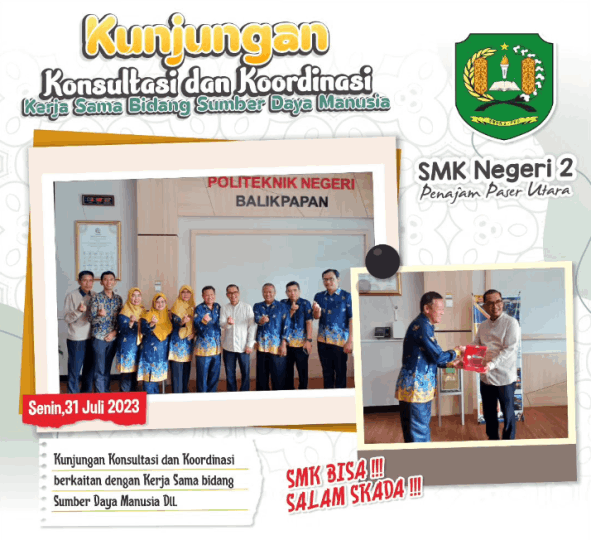 Kunjungan
Konsultasi dan Koordinasi
Kerja Sama Bidang Sumber Daya Manusia
SMK Negeri 2
Penajam Paser Utara
POLITEKNIK NEGERI
BALIKPAPAN
Senin,31 Juli 2023
Kunjungan Konsultasi dan Koordinasi
berkaitan dengan Kerja Sama bidang
Sumber Daya Manusia Dll.
SMK BISA !!!
SALAM SKADA !!!